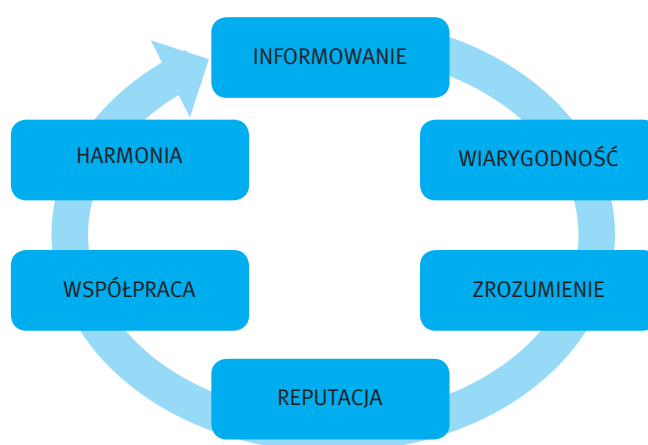 INFORMOWANIE
WIARYGODNOŚĆ
ZROZUMIENIE
REPUTACJA
WSPÓŁPRACA
HARMONIA